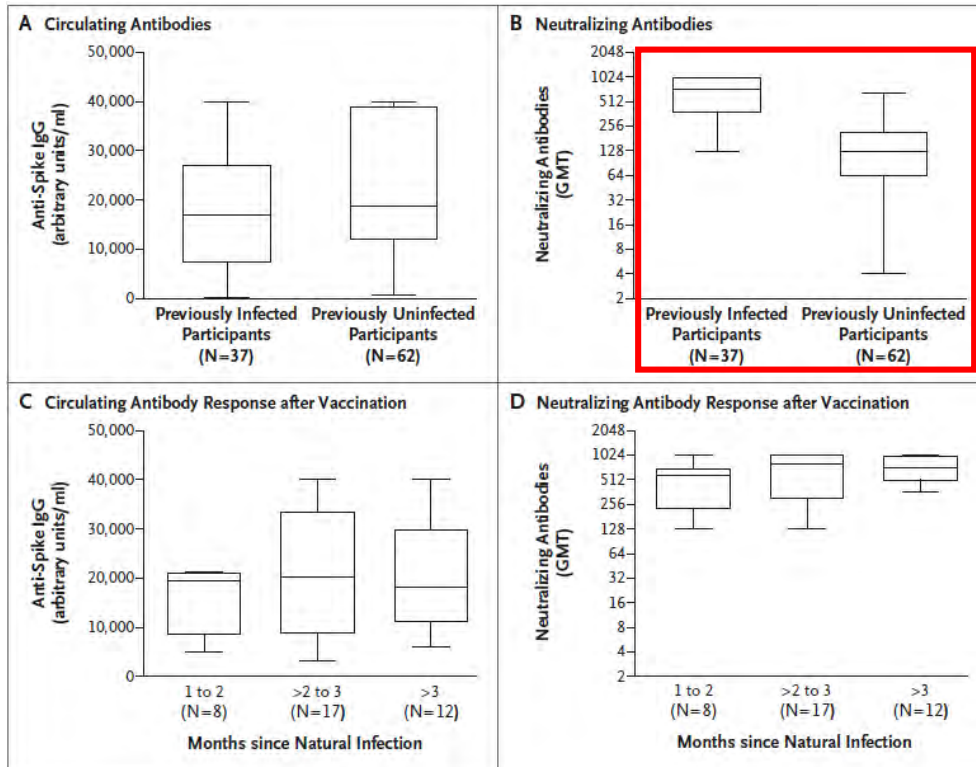 A Circulating Antibodies
50,000
40,000
30,000
20,000
10,000
0
Anti-Spike IgG
(arbitrary units/ml)
Previously Infected
Participants
(N=37)
Previously Uninfected
Participants
(N=62)
B Neutralizing Antibodies
2048
1024
512
256
128
64
32
16
8
4
2
Neutralizing Antibodies
(GMT)
Previously Infected
Participants
(N=37)
Previously Uninfected
Participants
(N=62)
C Circulating Antibody Response after Vaccination
50,000
40,000
30,000
20,000
10,000
0
Anti-Spike IgG
(arbitrary units/ml)
1 to 2
(N=8)
>2 to 3
(N=17)
>3
(N=12)
Months since Natural Infection
D Neutralizing Antibody Response after Vaccination
2048
1024
512
256
128
64
32
16
8
4
2
Neutralizing Antibodies
(GMT)
1 to 2
(N=8)
>2 to 3
(N=17)
>3
(N=12)
Months since Natural Infection